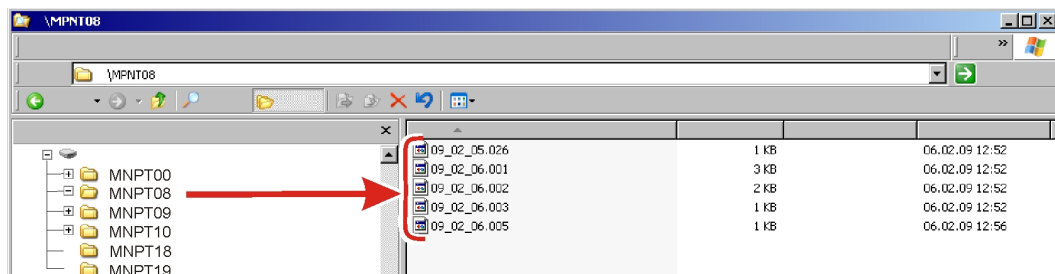 \MPNT08
»
\MPNT08
MNPT00
MNPT08
MNPT09
MNPT10
MNPT18
MNPT19
09_02_05.026 1 KB 06.02.09 12:52
09_02_06.001 3 KB 06.02.09 12:52
09_02_06.002 2 KB 06.02.09 12:52
09_02_06.003 1 KB 06.02.09 12:52
09_02_06.005 1 KB 06.02.09 12:56